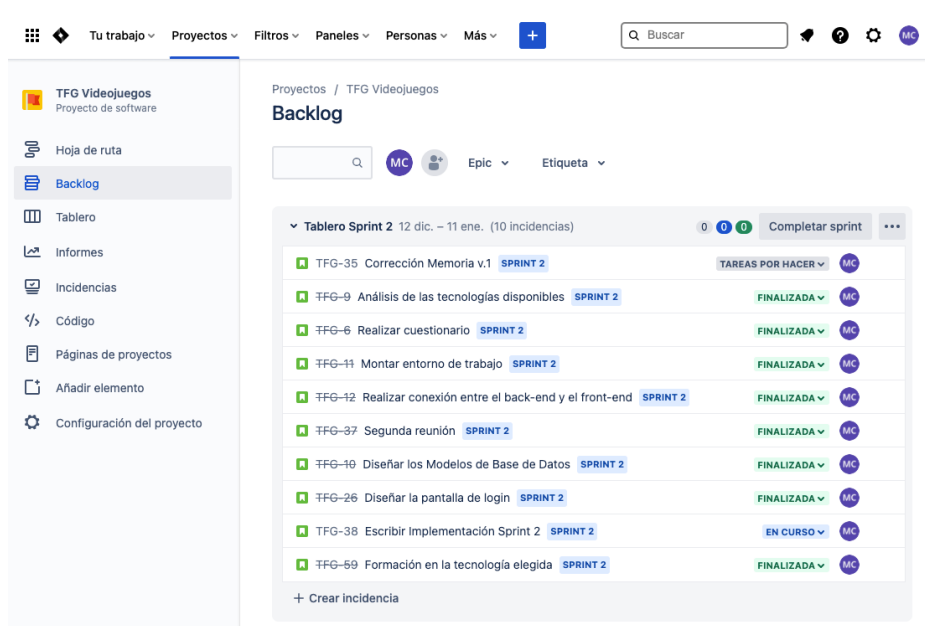 Tu trabajo Proyectos Filtros Paneles Personas Más + Buscar MC
TFG Videojuegos
Proyecto de software
Hoja de ruta
Backlog
Tablero
Informes
Incidencias
Código
Páginas de proyectos
Añadir elemento
Configuración del proyecto
Proyectos / TFG Videojuegos
Backlog
MC Epic Etiqueta
Tablero Sprint 2 12 dic. – 11 ene. (10 incidencias) 0 0 0 Completar sprint
TFG-35 Corrección Memoria v.1 SPRINT 2 TAREAS POR HACER MC
TFG-9 Análisis de las tecnologías disponibles SPRINT 2 FINALIZADA MC
TFG-6 Realizar cuestionario SPRINT 2 FINALIZADA MC
TFG-11 Montar entorno de trabajo SPRINT 2 FINALIZADA MC
TFG-12 Realizar conexión entre el back-end y el front-end SPRINT 2 FINALIZADA MC
TFG-37 Segunda reunión SPRINT 2 FINALIZADA MC
TFG-10 Diseñar los Modelos de Base de Datos SPRINT 2 FINALIZADA MC
TFG-26 Diseñar la pantalla de login SPRINT 2 FINALIZADA MC
TFG-38 Escribir Implementación Sprint 2 SPRINT 2 EN CURSO MC
TFG-59 Formación en la tecnología elegida SPRINT 2 FINALIZADA MC
+ Crear incidencia